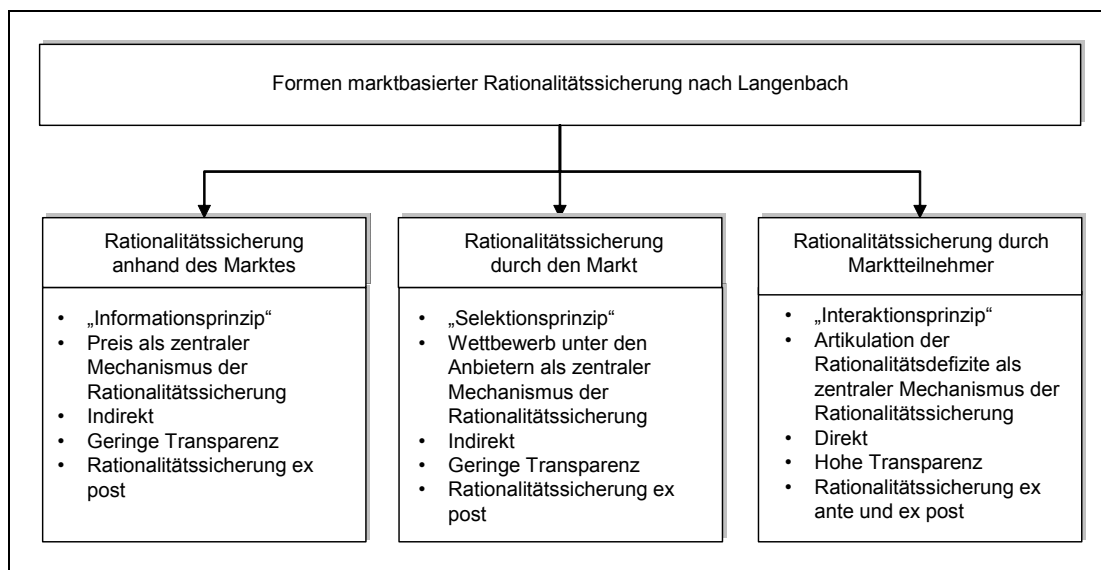 Formen marktbasierter Rationalitätssicherung nach Langenbach
Rationalitätssicherung
anhand des Marktes
• „Informationsprinzip“
• Preis als zentraler
Mechanismus der
Rationalitätssicherung
• Indirekt
• Geringe Transparenz
• Rationalitätssicherung ex
post
Rationalitätssicherung
durch den Markt
• „Selektionsprinzip“
• Wettbewerb unter den
Anbietern als zentraler
Mechanismus der
Rationalitätssicherung
• Indirekt
• Geringe Transparenz
• Rationalitätssicherung ex
post
Rationalitätssicherung durch
Marktteilnehmer
• „Interaktionsprinzip“
• Artikulation der
Rationalitätsdefizite als
zentraler Mechanismus der
Rationalitätssicherung
• Direkt
• Hohe Transparenz
• Rationalitätssicherung ex
ante und ex post